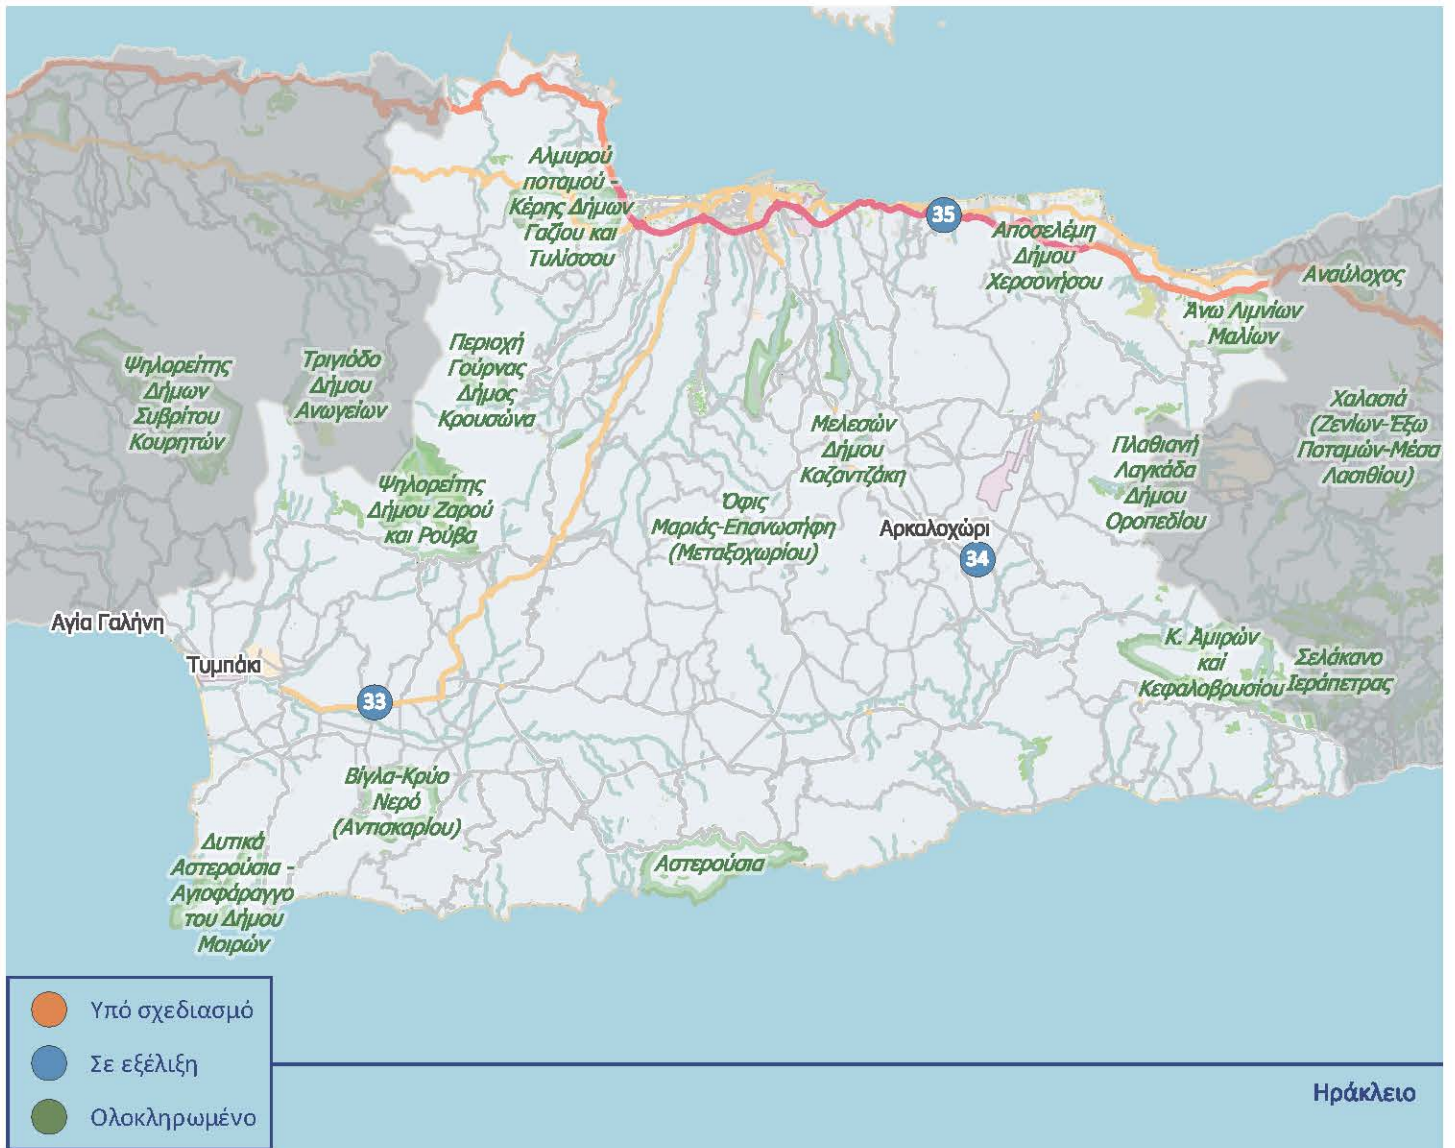 Αλμυρού
ποταμού -
Κέρης Δήμων
Γαζίου και
Τυλίσσου
35
Αποσελέμη
Δήμου
Χερσονήσου
Αναύλοχος
Άνω Λιμνίων
Μαλίων
Ψηλορείτης
Δήμων
Συβρίτου
Κουρητών
Τριγιόδο
Δήμου
Ανωγείων
Περιοχή
Γούρνας
Δήμος
Κρουσώνα
Μελεσών
Δήμου
Καζαντζάκη
Πλαθιανή
Λαγκάδα
Δήμου
Οροπεδίου
Χαλασιά
(Ζενίων-Έξω
Ποταμών-Μέσα
Λασιθίου)
Ψηλορείτης
Δήμου Ζαρού
και Ρούβα
Όφις
Μαριάς-Επανωσήφη
(Μεταξοχωρίου)
Αρκαλοχώρι
34
Αγία Γαλήνη
Τυμπάκι
33
Κ. Άμιρών
καί
Κεφαλοβρυσίου
Σελάκανο
Ιεράπετρας
Βίγλα-Κρύο
Νερό
(Αντισκαρίου)
Δυτικά
Αστερούσια -
Αγιοφάραγγο
του Δήμου
Μοιρών
Αστερούσια
Υπό σχεδιασμό
Σε εξέλιξη
Ολοκληρωμένο
Ηράκλειο